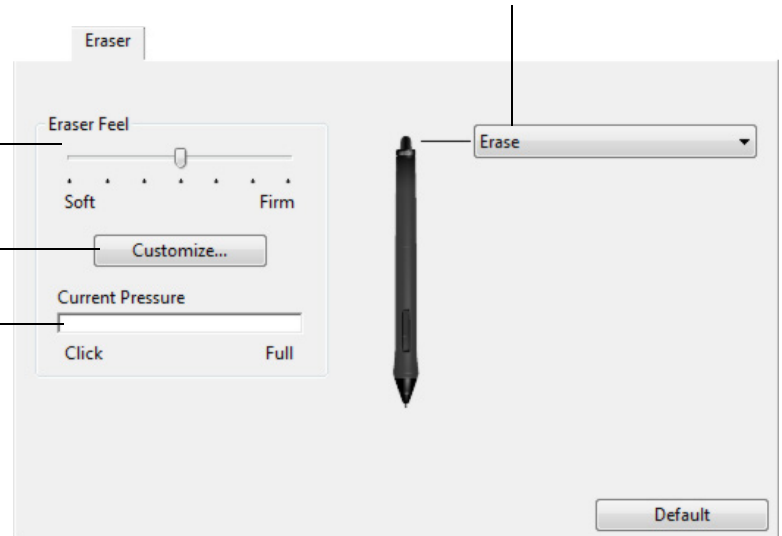 Eraser
Eraser Feel
Erase
Soft Firm
Customize...
Current Pressure
Click Full
Default